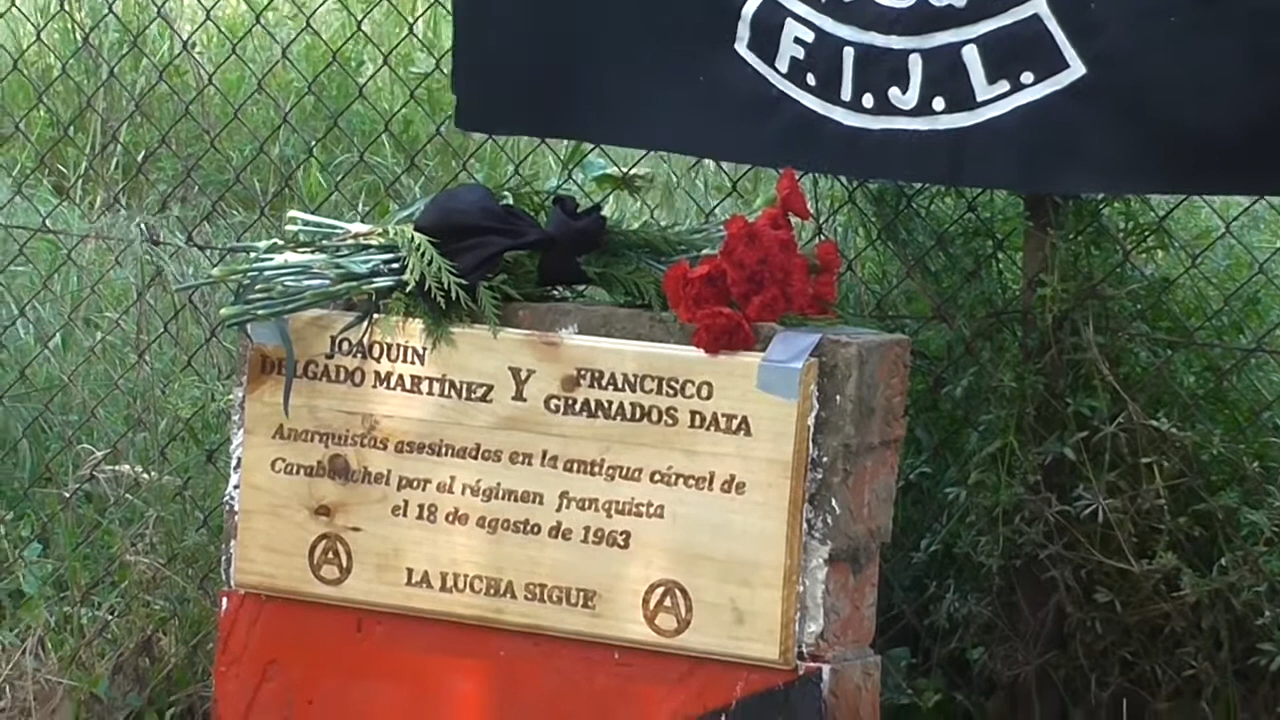 F.I.J.L.
JOAQUÍN
DELGADO MARTÍNEZ
Y
FRANCISCO
GRANADOS DATA
Anarquistas asesinados en la antigua cárcel de
Carabanchel por el régimen franquista
el 18 de agosto de 1963
LA LUCHA SIGUE